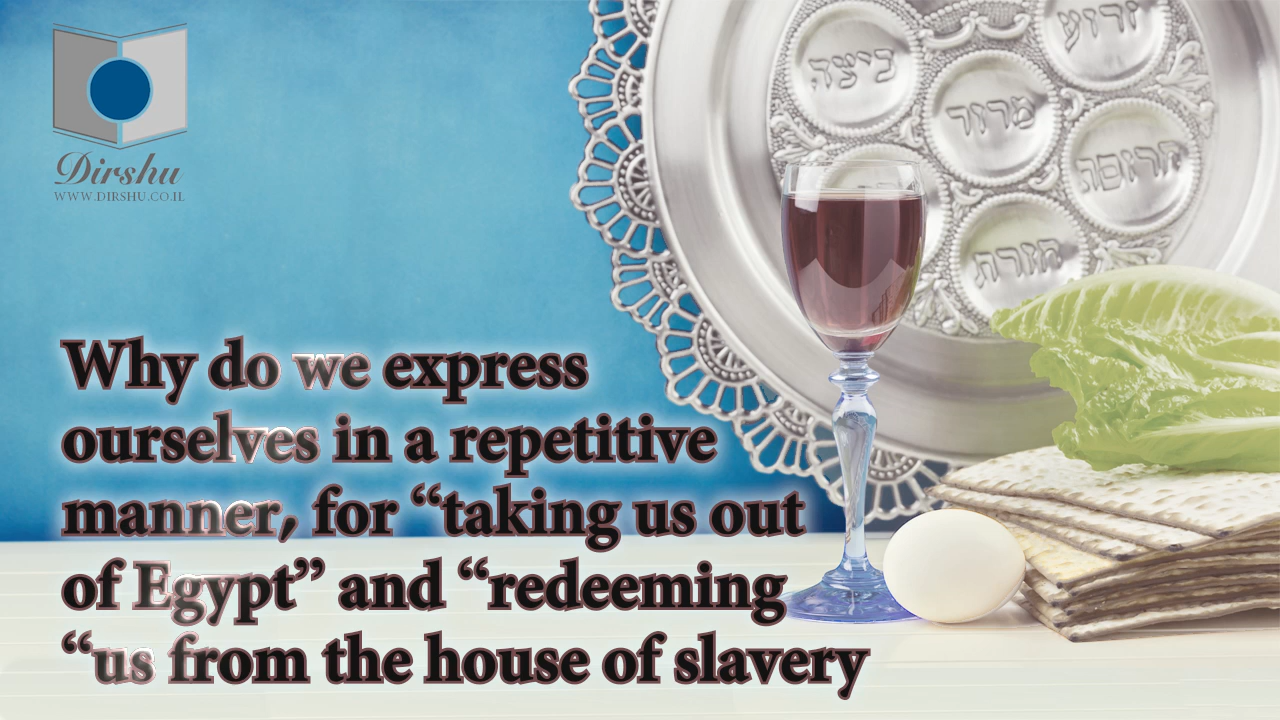 Dirshu
WWW.DIRSHU.CO.IL
ביצה
זרוע
מרור
חרוסת
חזרת
Why do we express
ourselves in a repetitive
manner, for “taking us out
of Egypt” and “redeeming
“us from the house of slavery